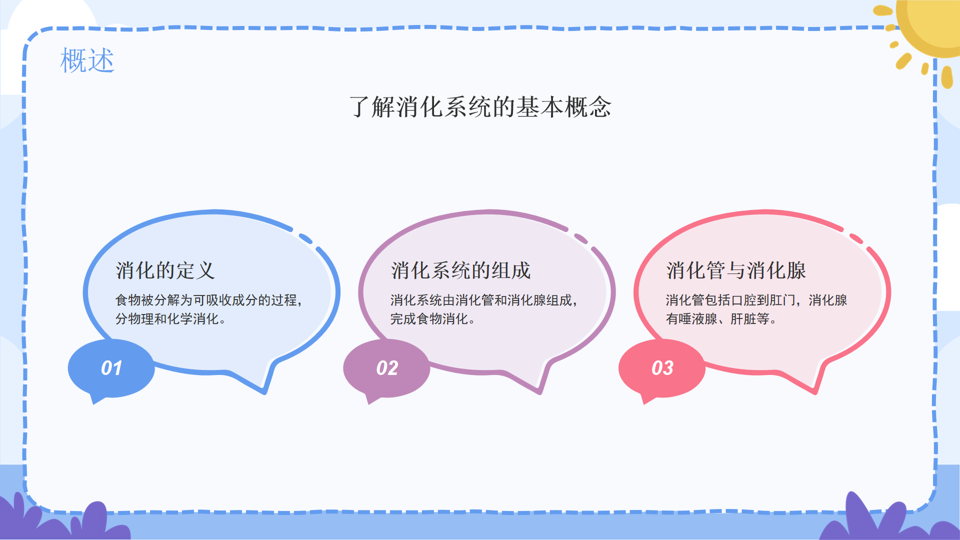 概述
了解消化系统的基本概念
消化的定义
食物被分解为可吸收成分的过程，
分物理和化学消化。
01
消化系统的组成
消化系统由消化管和消化腺组成，
完成食物消化。
02
消化管与消化腺
消化管包括口腔到肛门，消化腺
有唾液腺、肝脏等。
03